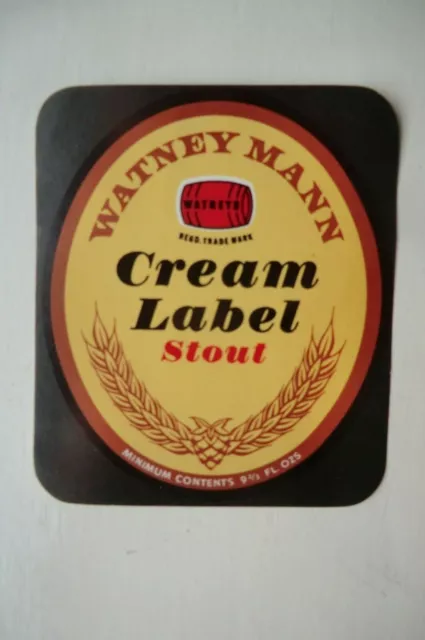 WATNEY MANN
WATNEYS
REGD. TRADE MARK
Cream
Label
Stout
MINIMUM CONTENTS 9⅔ FL. OZS